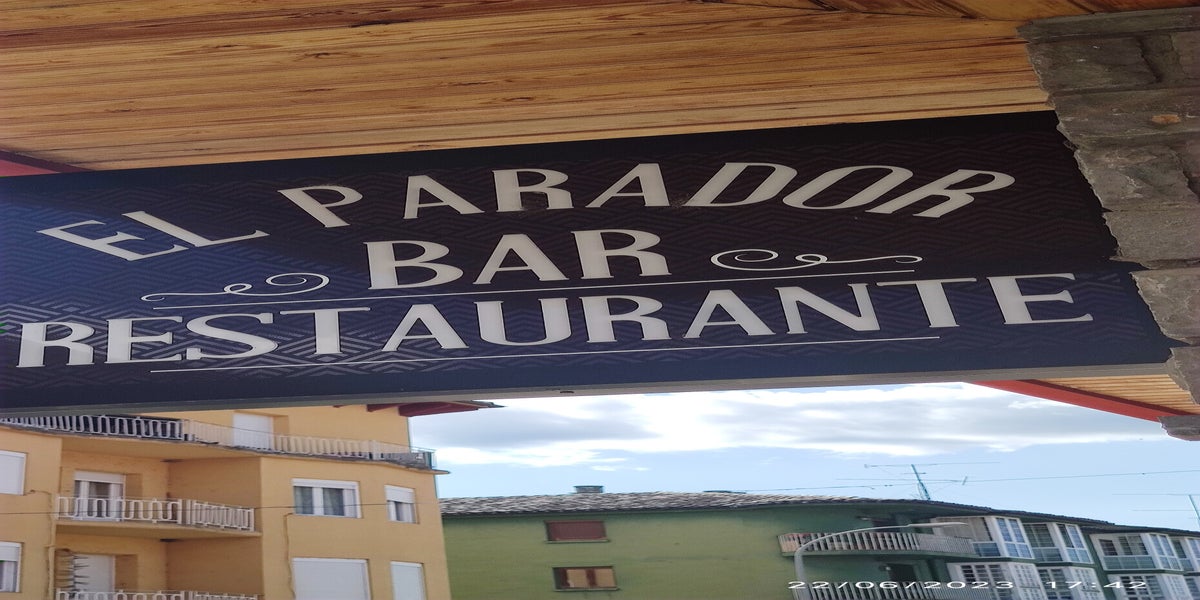 EL PARADOR
BAR
RESTAURANTE
22/06/2023 17:42